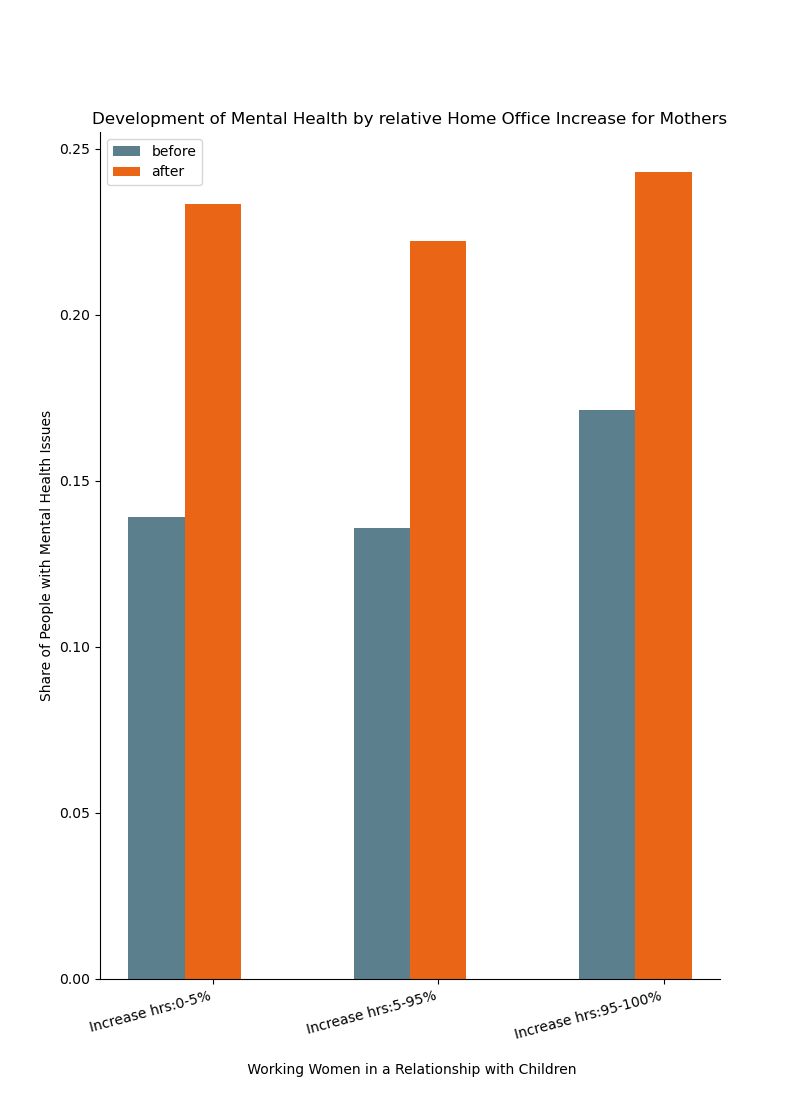 Development of Mental Health by relative Home Office Increase for Mothers
before
after
0.25
0.20
0.15
0.10
0.05
0.00
Share of People with Mental Health Issues
Increase hrs:0-5%
Increase hrs:5-95%
Increase hrs:95-100%
Working Women in a Relationship with Children